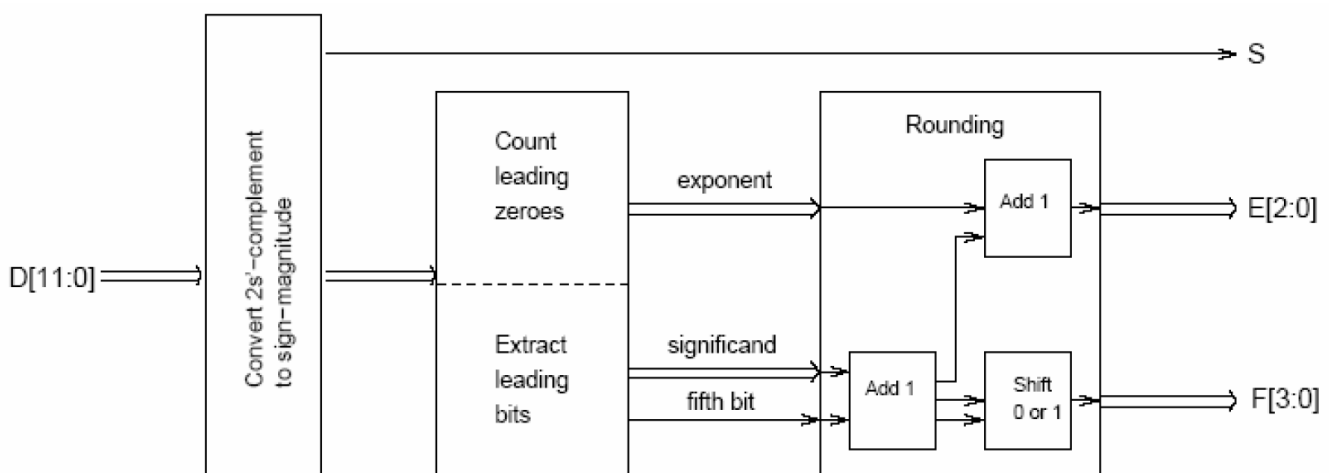 S
Rounding
Count
leading
zeroes
exponent
Add 1
E[2:0]
D[11:0]
Convert 2s'−complement
to sign−magnitude
Extract
leading
bits
significand
fifth bit
Add 1
Shift
0 or 1
F[3:0]